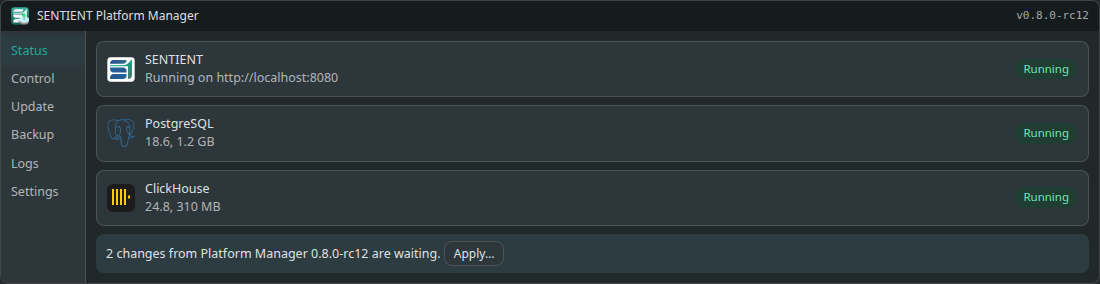 SENTIENT Platform Manager
v0.8.0-rc12
Status
Control
Update
Backup
Logs
Settings
SENTIENT
Running on http://localhost:8080
Running
PostgreSQL
18.6, 1.2 GB
Running
ClickHouse
24.8, 310 MB
Running
2 changes from Platform Manager 0.8.0-rc12 are waiting. Apply...